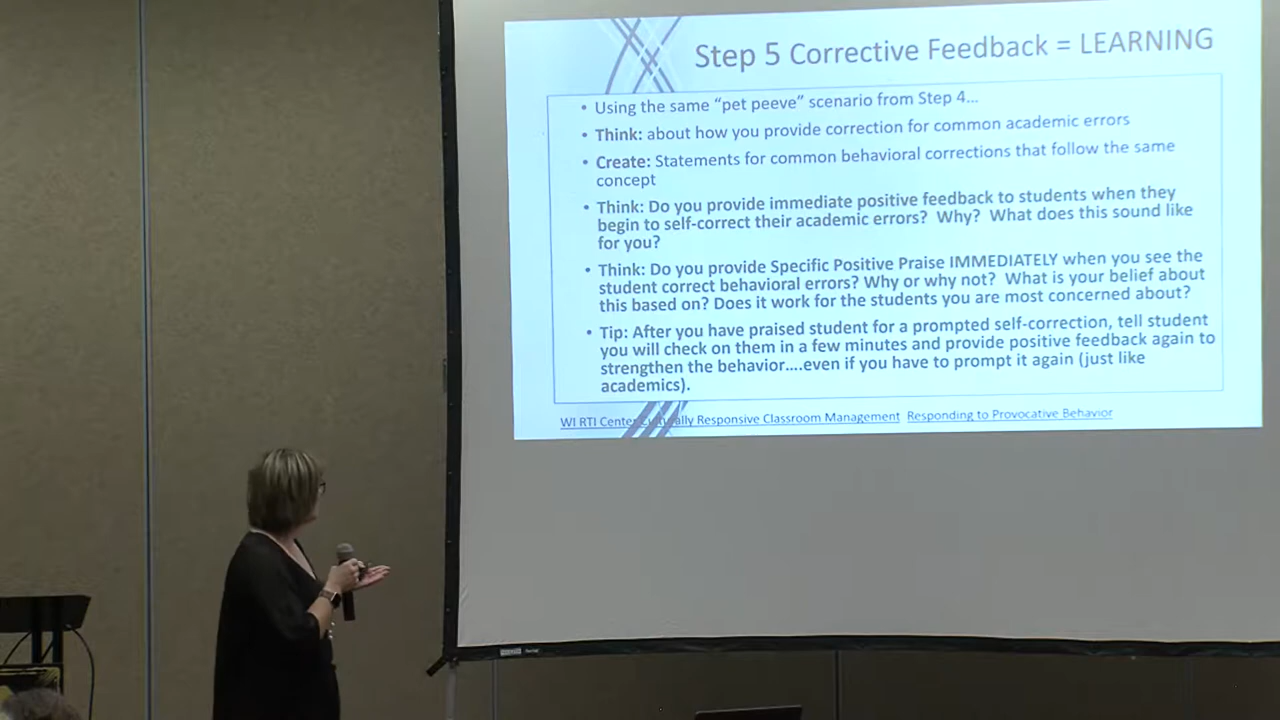 Step 5 Corrective Feedback = LEARNING
• Using the same “pet peeve” scenario from Step 4…
• Think: about how you provide correction for common academic errors
• Create: Statements for common behavioral corrections that follow the same
concept
• Think: Do you provide immediate positive feedback to students when they
begin to self-correct their academic errors? Why? What does this sound like
for you?
• Think: Do you provide Specific Positive Praise IMMEDIATELY when you see the
student correct behavioral errors? Why or why not? What is your belief about
this based on? Does it work for the students you are most concerned about?
• Tip: After you have praised student for a prompted self-correction, tell student
you will check on them in a few minutes and provide positive feedback again to
strengthen the behavior….even if you have to prompt it again (just like
academics).
WI RTI Center Culturally Responsive Classroom Management Responding to Provocative Behavior